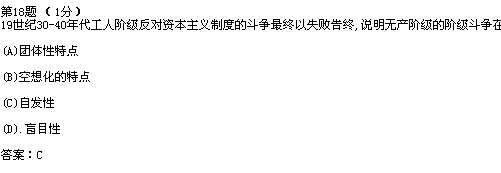 第18题 (1分)
19世纪30-40年代工人阶级反对资本主义制度的斗争最终以失败告终,说明无产阶级的阶级斗争在
(A)团体性特点
(B)空想化的特点
(C)自发性
(D).盲目性
答案：C